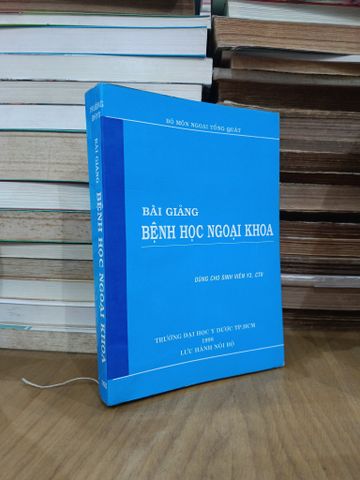 BỘ MÔN NGOẠI TỔNG QUÁT
BÀI GIẢNG
BỆNH HỌC NGOẠI KHOA
DÙNG CHO SINH VIÊN Y3, CTV
TRƯỜNG ĐẠI HỌC Y DƯỢC TP.HCM
1998
LƯU HÀNH NỘI BỘ
BÀI GIẢNG BỆNH HỌC NGOẠI KHOA